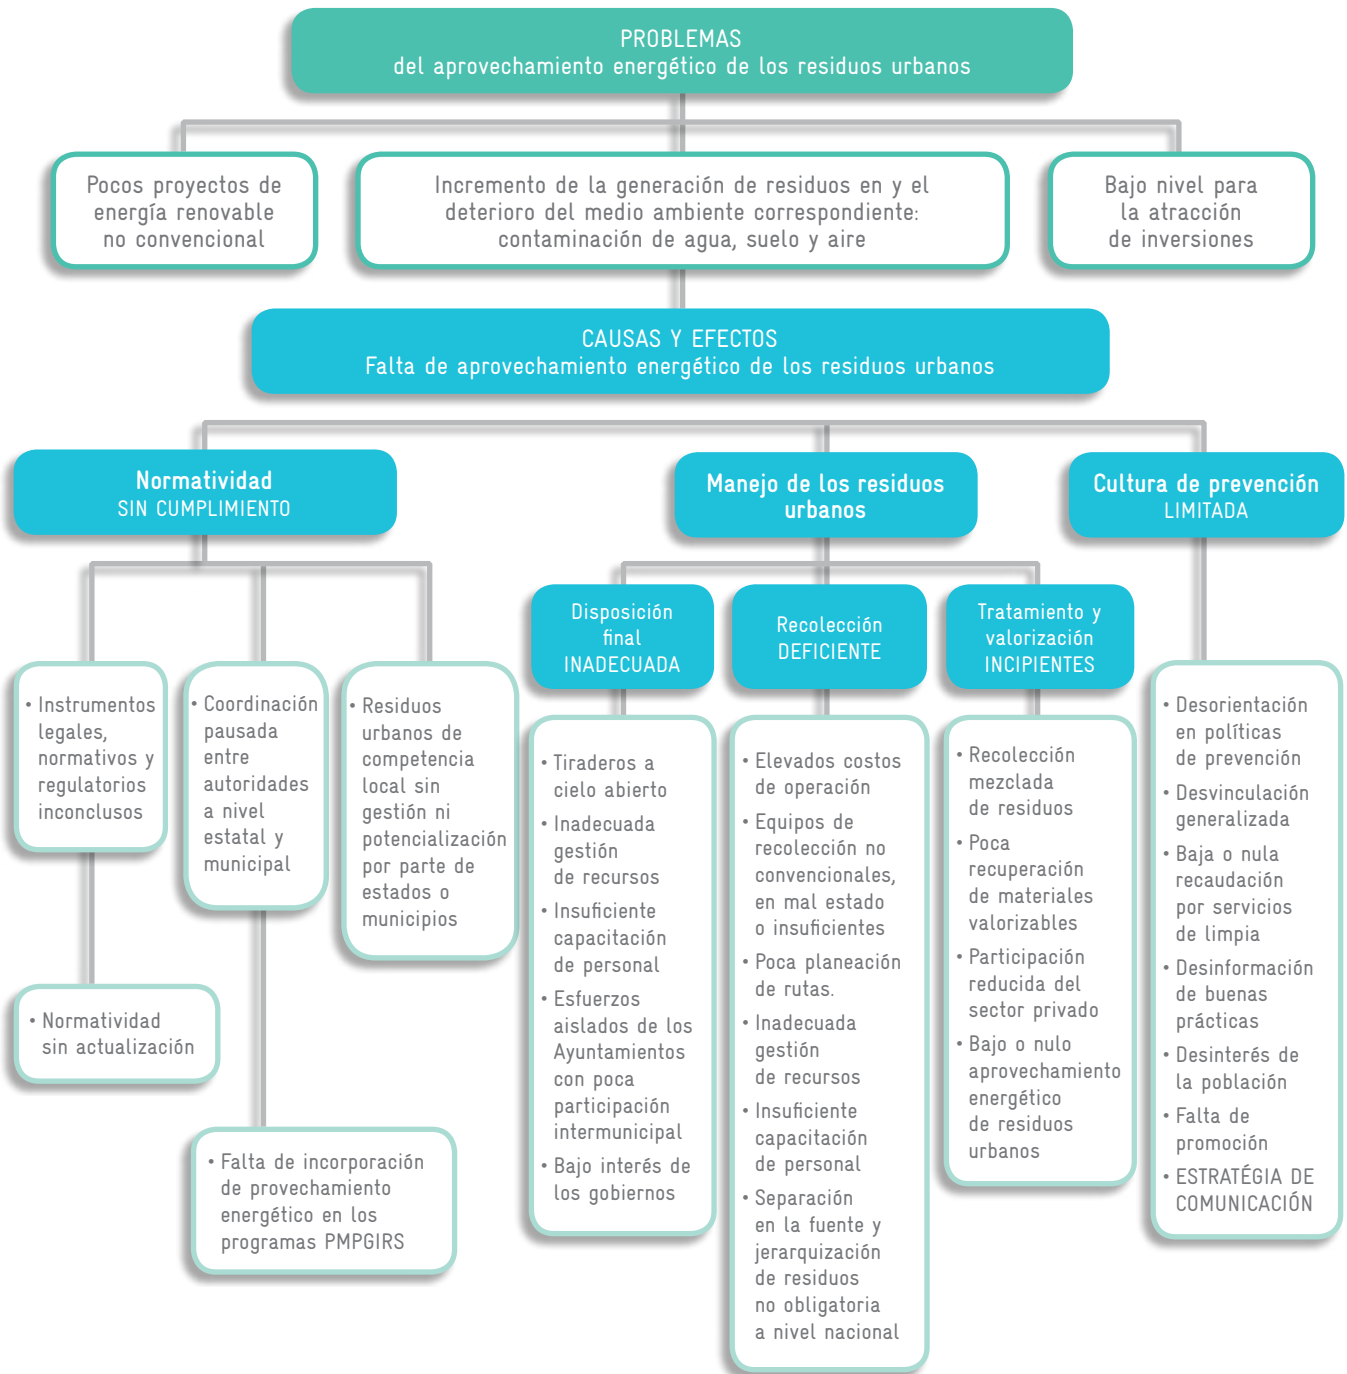 PROBLEMAS
del aprovechamiento energético de los residuos urbanos
Pocos proyectos de
energía renovable
no convencional
Incremento de la generación de residuos en y el
deterioro del medio ambiente correspondiente:
contaminación de agua, suelo y aire
Bajo nivel para
la atracción
de inversiones
CAUSAS Y EFECTOS
Falta de aprovechamiento energético de los residuos urbanos
Normatividad
SIN CUMPLIMIENTO
• Instrumentos
legales,
normativos y
regulatorios
inconclusos
• Normatividad
sin actualización
• Coordinación
pausada
entre
autoridades
a nivel
estatal y
municipal
• Falta de incorporación
de provechamiento
energético en los
programas PMPGIRS
• Residuos
urbanos de
competencia
local sin
gestión ni
potencialización
por parte de
estados o
municipios
Manejo de los residuos
urbanos
Disposición
final
INADECUADA
• Tiraderos a
cielo abierto
• Inadecuada
gestión
de recursos
• Insuficiente
capacitación
de personal
• Esfuerzos
aislados de los
Ayuntamientos
con poca
participación
intermunicipal
• Bajo interés de
los gobiernos
Recolección
DEFICIENTE
• Elevados costos
de operación
• Equipos de
recolección no
convencionales,
en mal estado
o insuficientes
• Poca planeación
de rutas.
• Inadecuada
gestión
de recursos
• Insuficiente
capacitación
de personal
• Separación
en la fuente y
jerarquización
de residuos
no obligatoria
a nivel nacional
Tratamiento y
valorización
INCIPIENTES
• Recolección
mezclada
de residuos
• Poca
recuperación
de materiales
valorizables
• Participación
reducida del
sector privado
• Bajo o nulo
aprovechamiento
energético
de residuos
urbanos
Cultura de prevención
LIMITADA
• Desorientación
en políticas
de prevención
• Desvinculación
generalizada
• Baja o nula
recaudación
por servicios
de limpia
• Desinformación
de buenas
prácticas
• Desinterés de
la población
• Falta de
promoción
• ESTRATÉGIA DE
COMUNICACIÓN